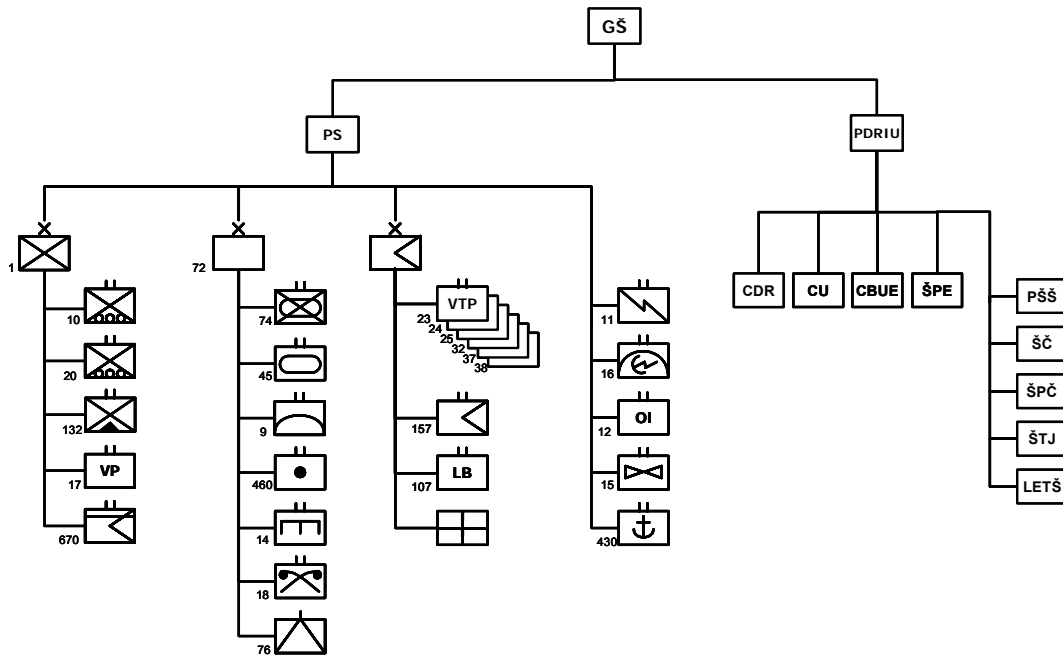 GŠ
PS
PDRIU
1
10
20
132
VP
17
670
72
74
45
9
460
14
18
76
VTP
23
24
25
32
37
38
157
LB
107
11
16
OI
12
15
430
CDR
CU
CBUE
ŠPE
PŠŠ
ŠČ
ŠPČ
ŠTJ
LETŠ